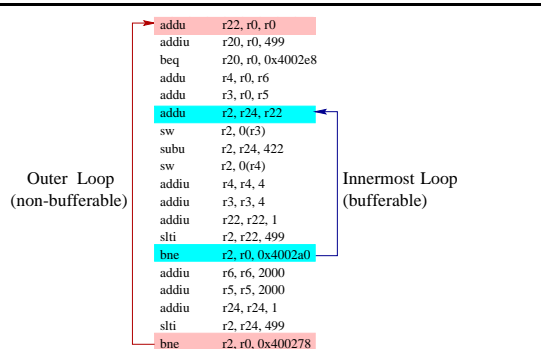 addu r22, r0, r0
addiu r20, r0, 499
beq r20, r0, 0x4002e8
addu r4, r0, r6
addu r3, r0, r5
addu r2, r24, r22
sw r2, 0(r3)
subu r2, r24, 422
sw r2, 0(r4)
addiu r4, r4, 4
addiu r3, r3, 4
addiu r22, r22, 1
slti r2, r22, 499
bne r2, r0, 0x4002a0
addiu r6, r6, 2000
addiu r5, r5, 2000
addiu r24, r24, 1
slti r2, r24, 499
bne r2, r0, 0x400278
Outer Loop
(non-bufferable)
Innermost Loop
(bufferable)